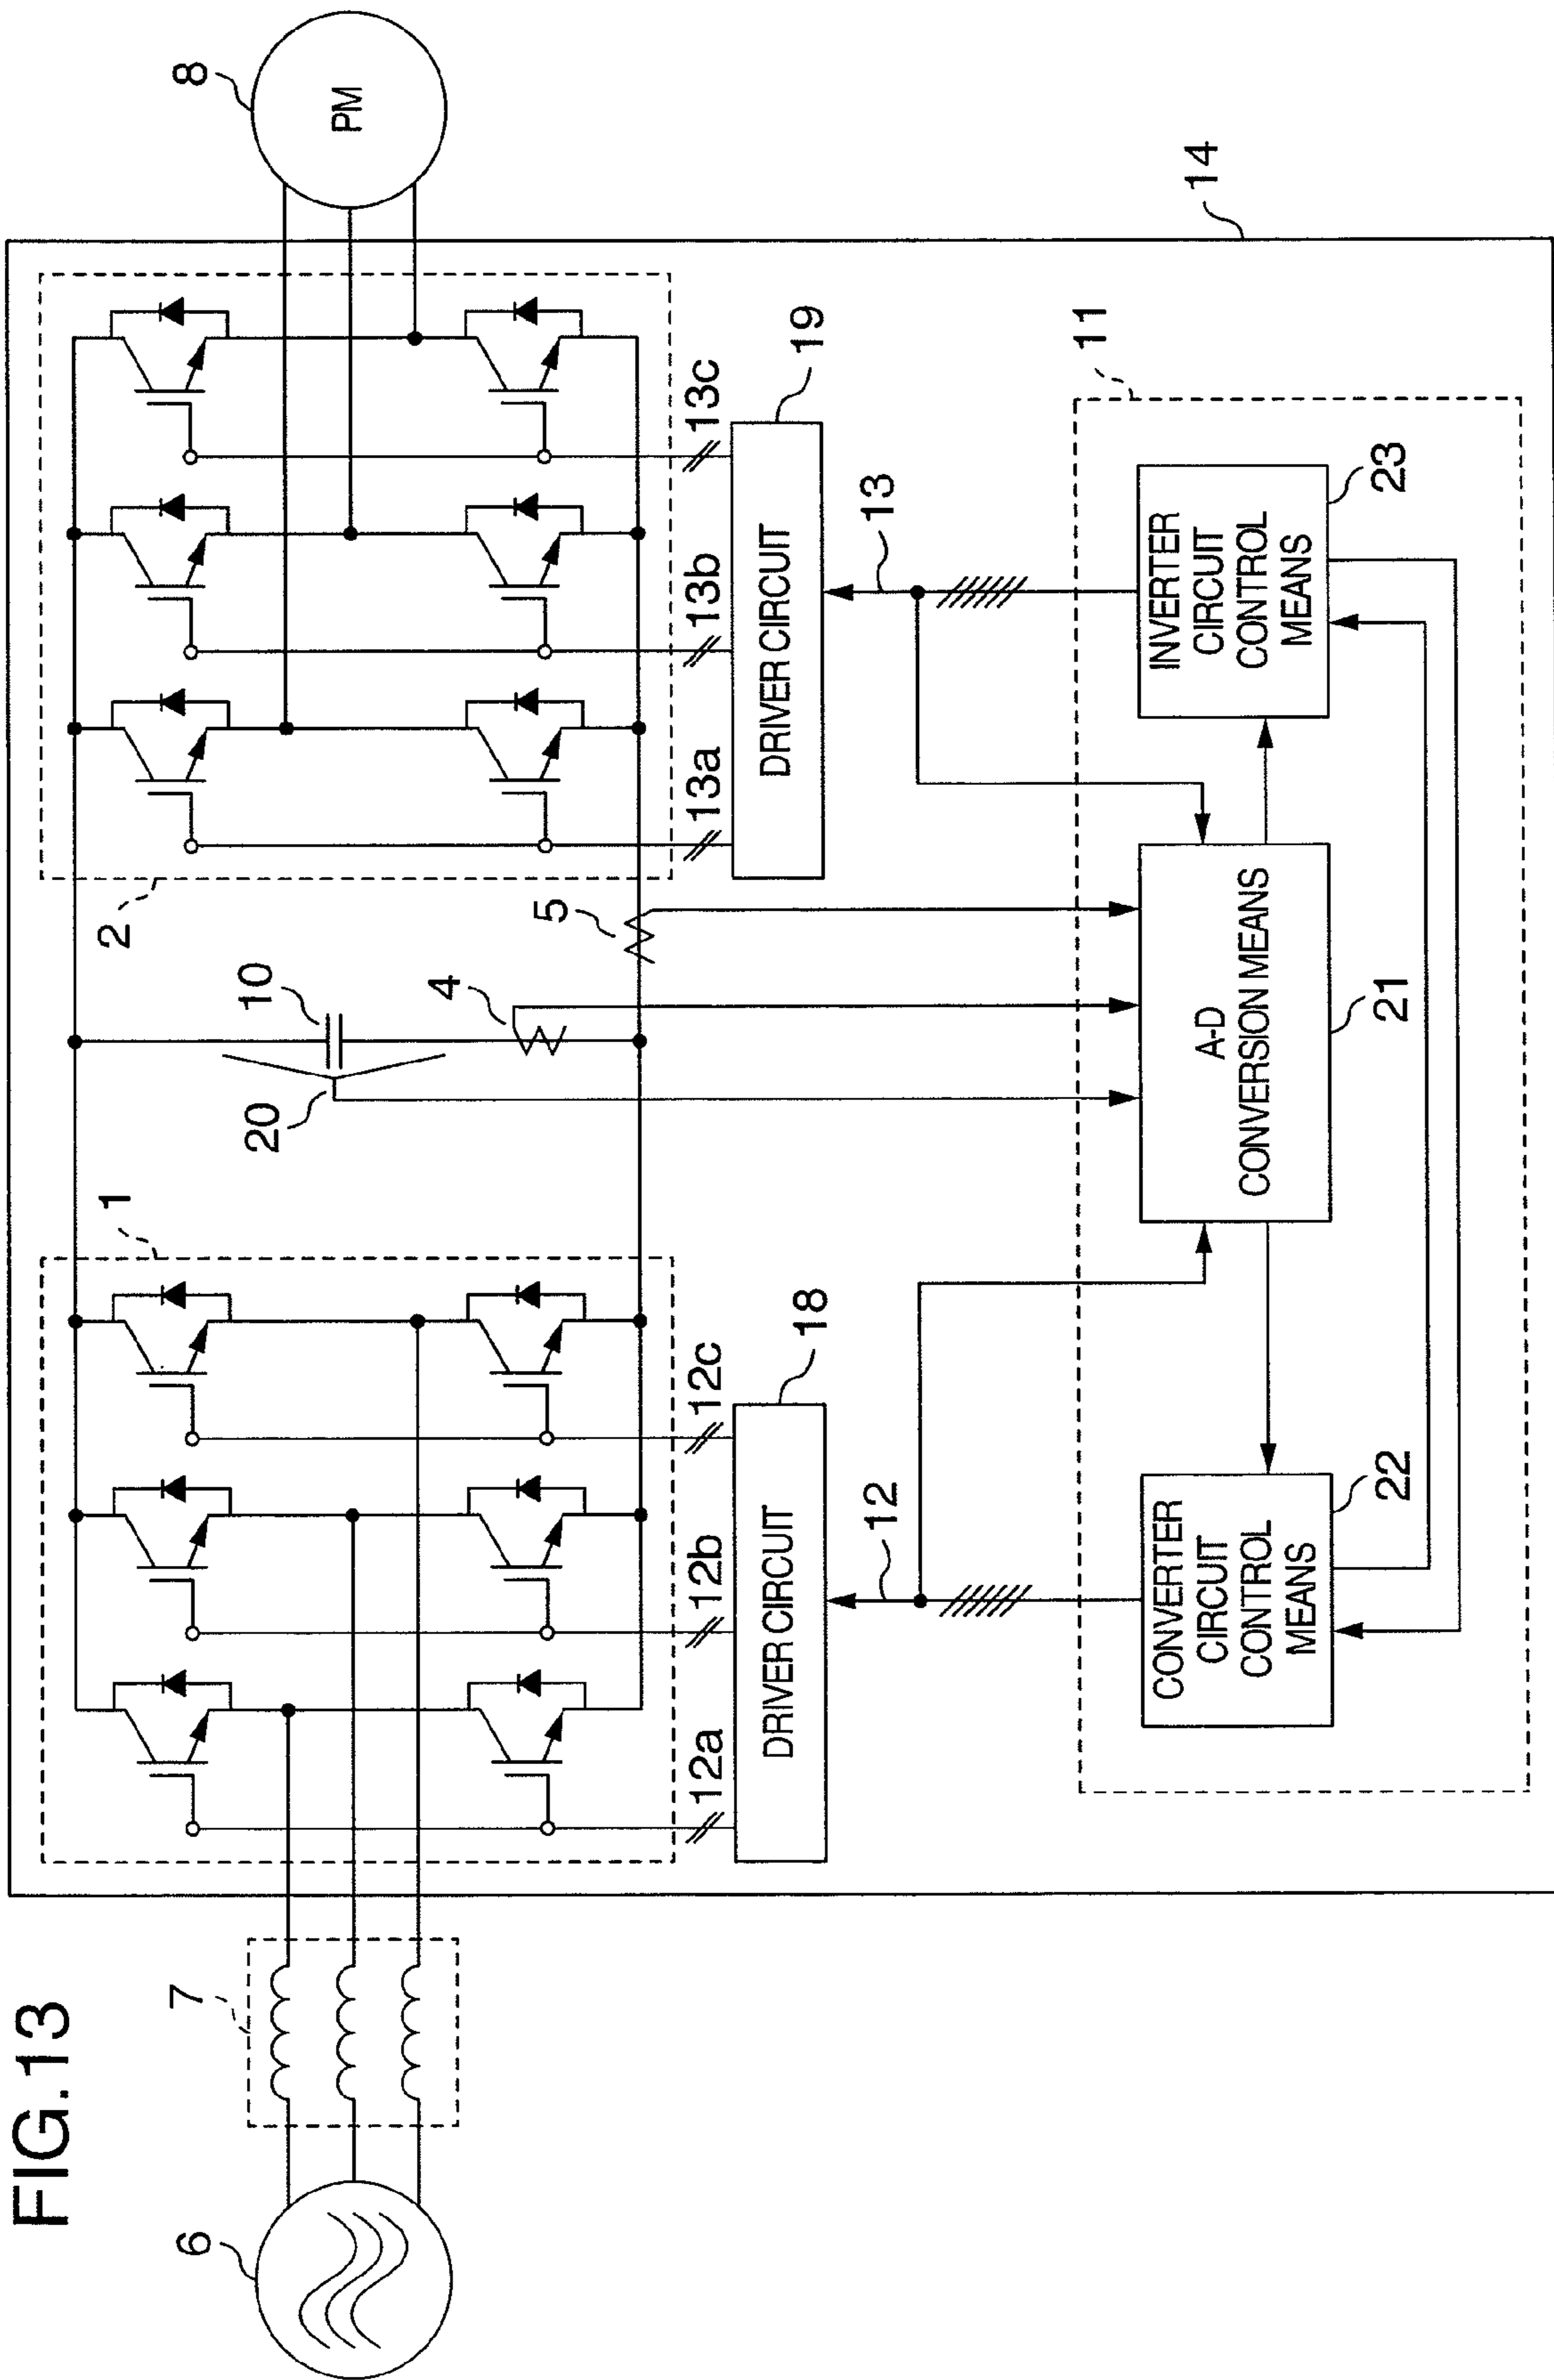 FIG.13
6
7
1
2
8
PM
10
20
4
5
12a
12b
12c
13a
13b
13c
DRIVER CIRCUIT
18
DRIVER CIRCUIT
19
14
12
13
11
CONVERTER
CIRCUIT
CONTROL
MEANS
22
A-D
CONVERSION MEANS
21
INVERTER
CIRCUIT
CONTROL
MEANS
23